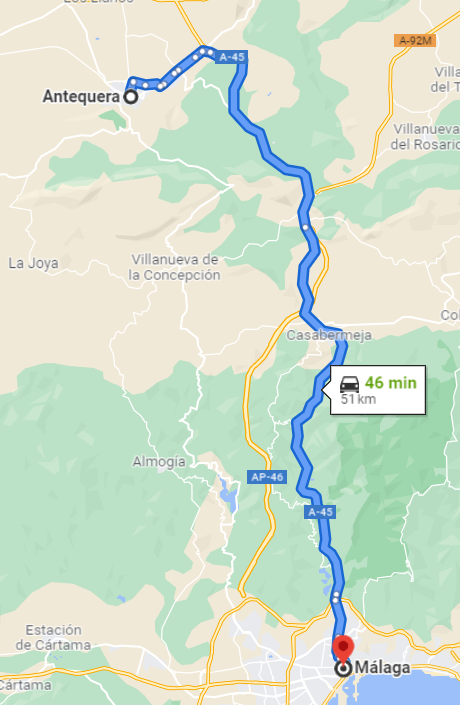 A-92M
A-45
Antequera
Villanueva
del Rosario
La Joya
Villanueva de
la Concepción
Casabermeja
46 min
51 km
Almogía
AP-46
A-45
Estación
de Cártama
Málaga
Cártama